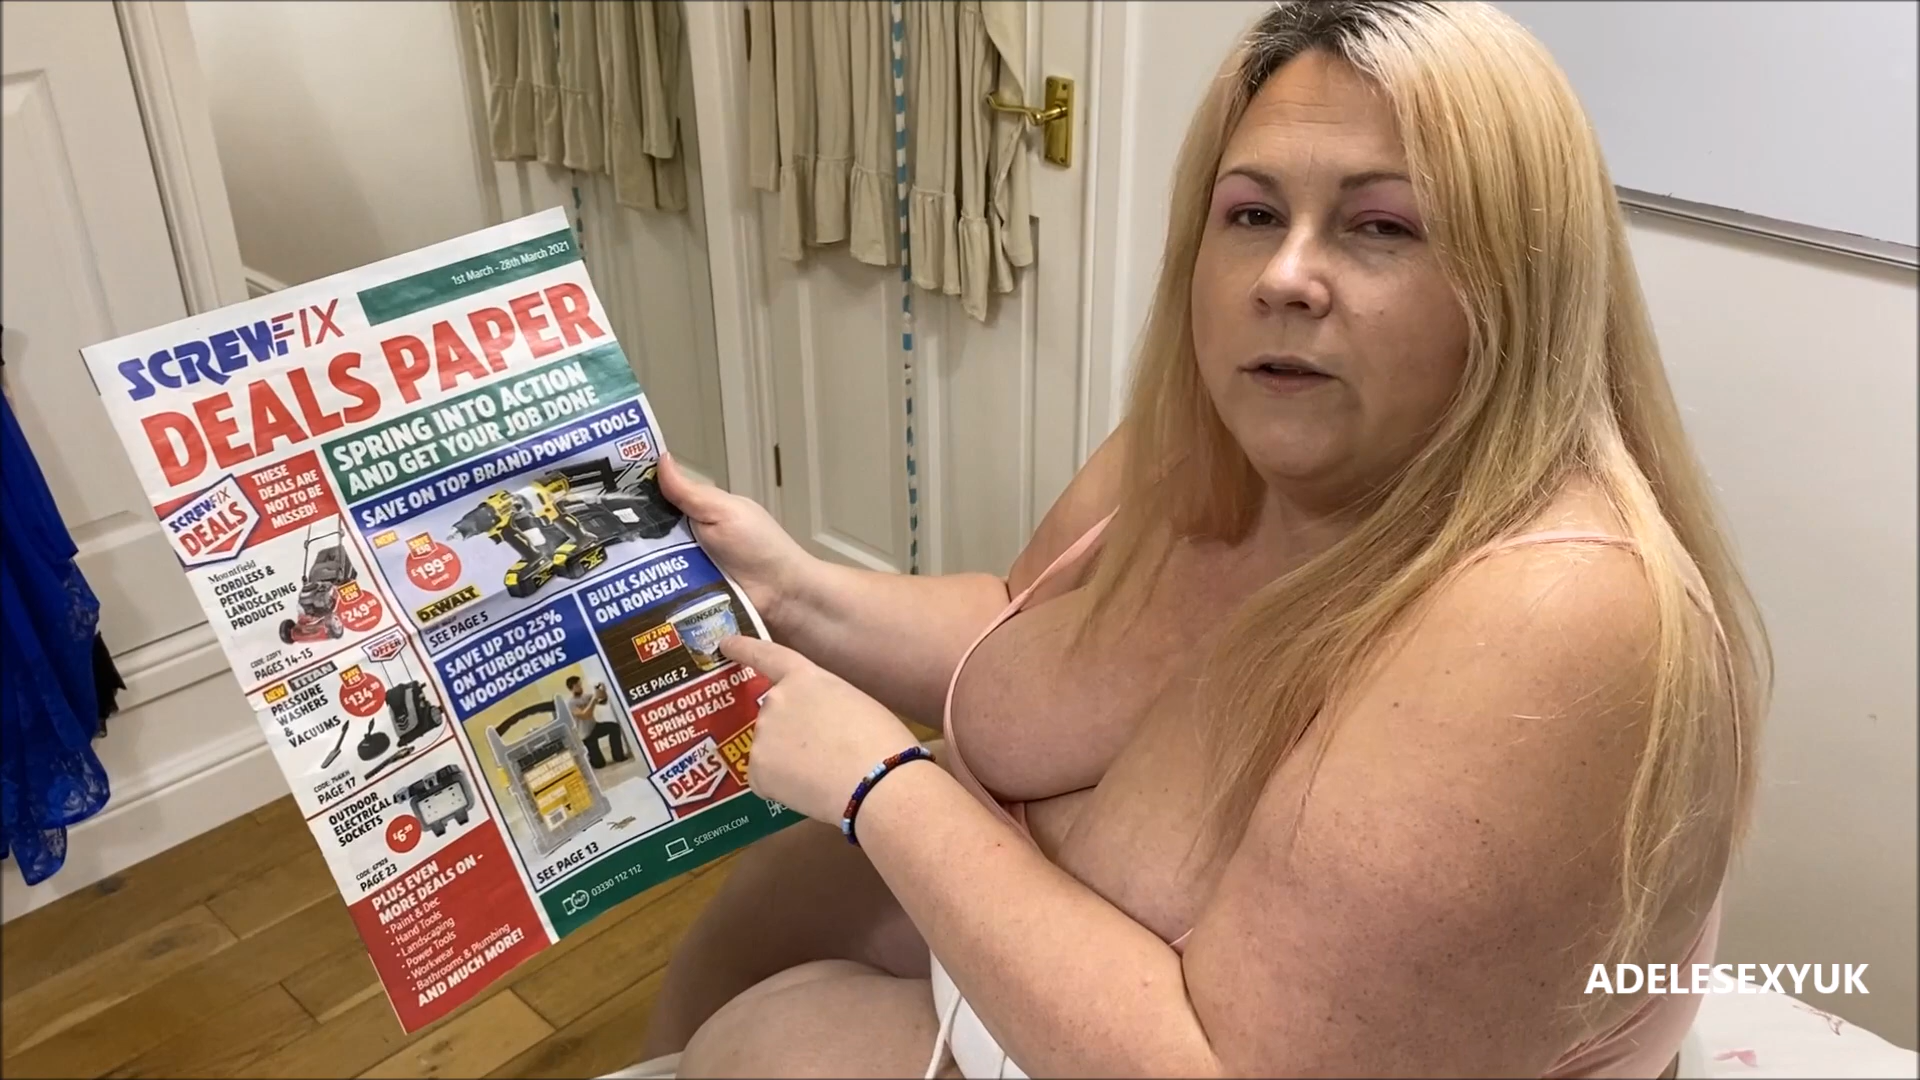 1st March - 28th March 2021
SCREWFIX
DEALS PAPER
SPRING INTO ACTION
AND GET YOUR JOB DONE
SCREWFIX
DEALS
THESE
DEALS ARE
NOT TO BE
MISSED!
Mountfield
CORDLESS &
PETROL
LANDSCAPING
PRODUCTS
£249.99
PAGES 14-15
NEW TITAN
PRESSURE
WASHERS
&
VACUUMS
OFFER
£134.99
PAGE 17
OUTDOOR
ELECTRICAL
SOCKETS
£6.99
PAGE 23
PLUS EVEN
MORE DEALS ON -
• Paint & Dec
• Hand Tools
• Landscaping
• Power Tools
• Workwear
• Bathrooms & Plumbing
AND MUCH MORE!
SAVE ON TOP BRAND POWER TOOLS
OFFER
NEW
£199.99
DEWALT
SEE PAGE 5
SAVE UP TO 25%
ON TURBOGOLD
WOODSCREWS
SEE PAGE 13
BULK SAVINGS
ON RONSEAL
RONSEAL
BUY 2 FOR
£28
SEE PAGE 2
LOOK OUT FOR OUR
SPRING DEALS
INSIDE...
SCREWFIX
DEALS
03330 112 112
SCREWFIX.COM
ADELESEXYUK